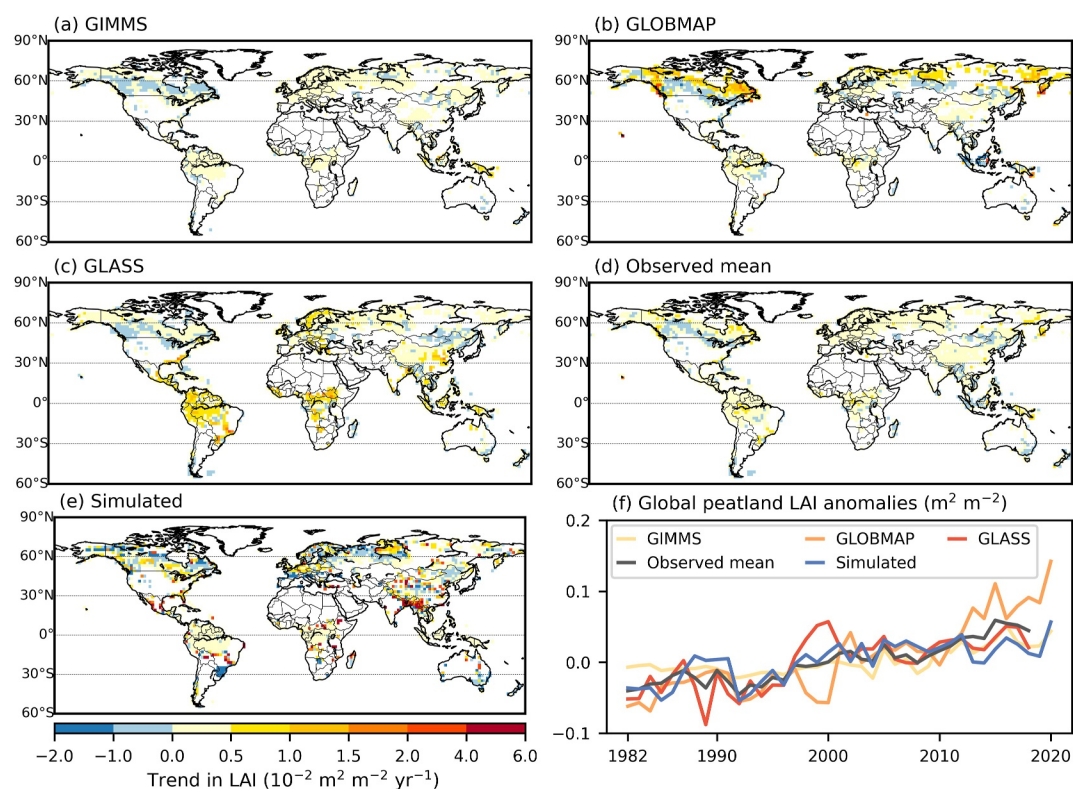 (a) GIMMS
90°N
60°N
30°N
0°
30°S
60°S
(b) GLOBMAP
90°N
60°N
30°N
0°
30°S
60°S
(c) GLASS
90°N
60°N
30°N
0°
30°S
60°S
(d) Observed mean
90°N
60°N
30°N
0°
30°S
60°S
(e) Simulated
90°N
60°N
30°N
0°
30°S
60°S
−2.0 −1.0 0.0 0.5 1.0 1.5 2.0 4.0 6.0
Trend in LAI (10⁻² m² m⁻² yr⁻¹)
(f) Global peatland LAI anomalies (m² m⁻²)
GIMMS GLOBMAP GLASS
Observed mean Simulated
0.2
0.1
0.0
−0.1
1982 1990 2000 2010 2020